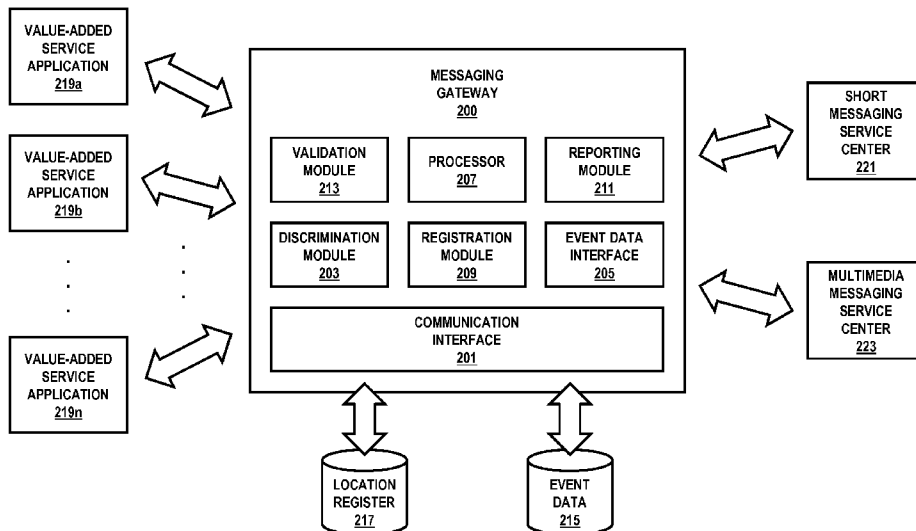 VALUE-ADDED
SERVICE
APPLICATION
219a
VALUE-ADDED
SERVICE
APPLICATION
219b
VALUE-ADDED
SERVICE
APPLICATION
219n
MESSAGING
GATEWAY
200
VALIDATION
MODULE
213
PROCESSOR
207
REPORTING
MODULE
211
DISCRIMINATION
MODULE
203
REGISTRATION
MODULE
209
EVENT DATA
INTERFACE
205
COMMUNICATION
INTERFACE
201
SHORT
MESSAGING
SERVICE
CENTER
221
MULTIMEDIA
MESSAGING
SERVICE
CENTER
223
LOCATION
REGISTER
217
EVENT
DATA
215